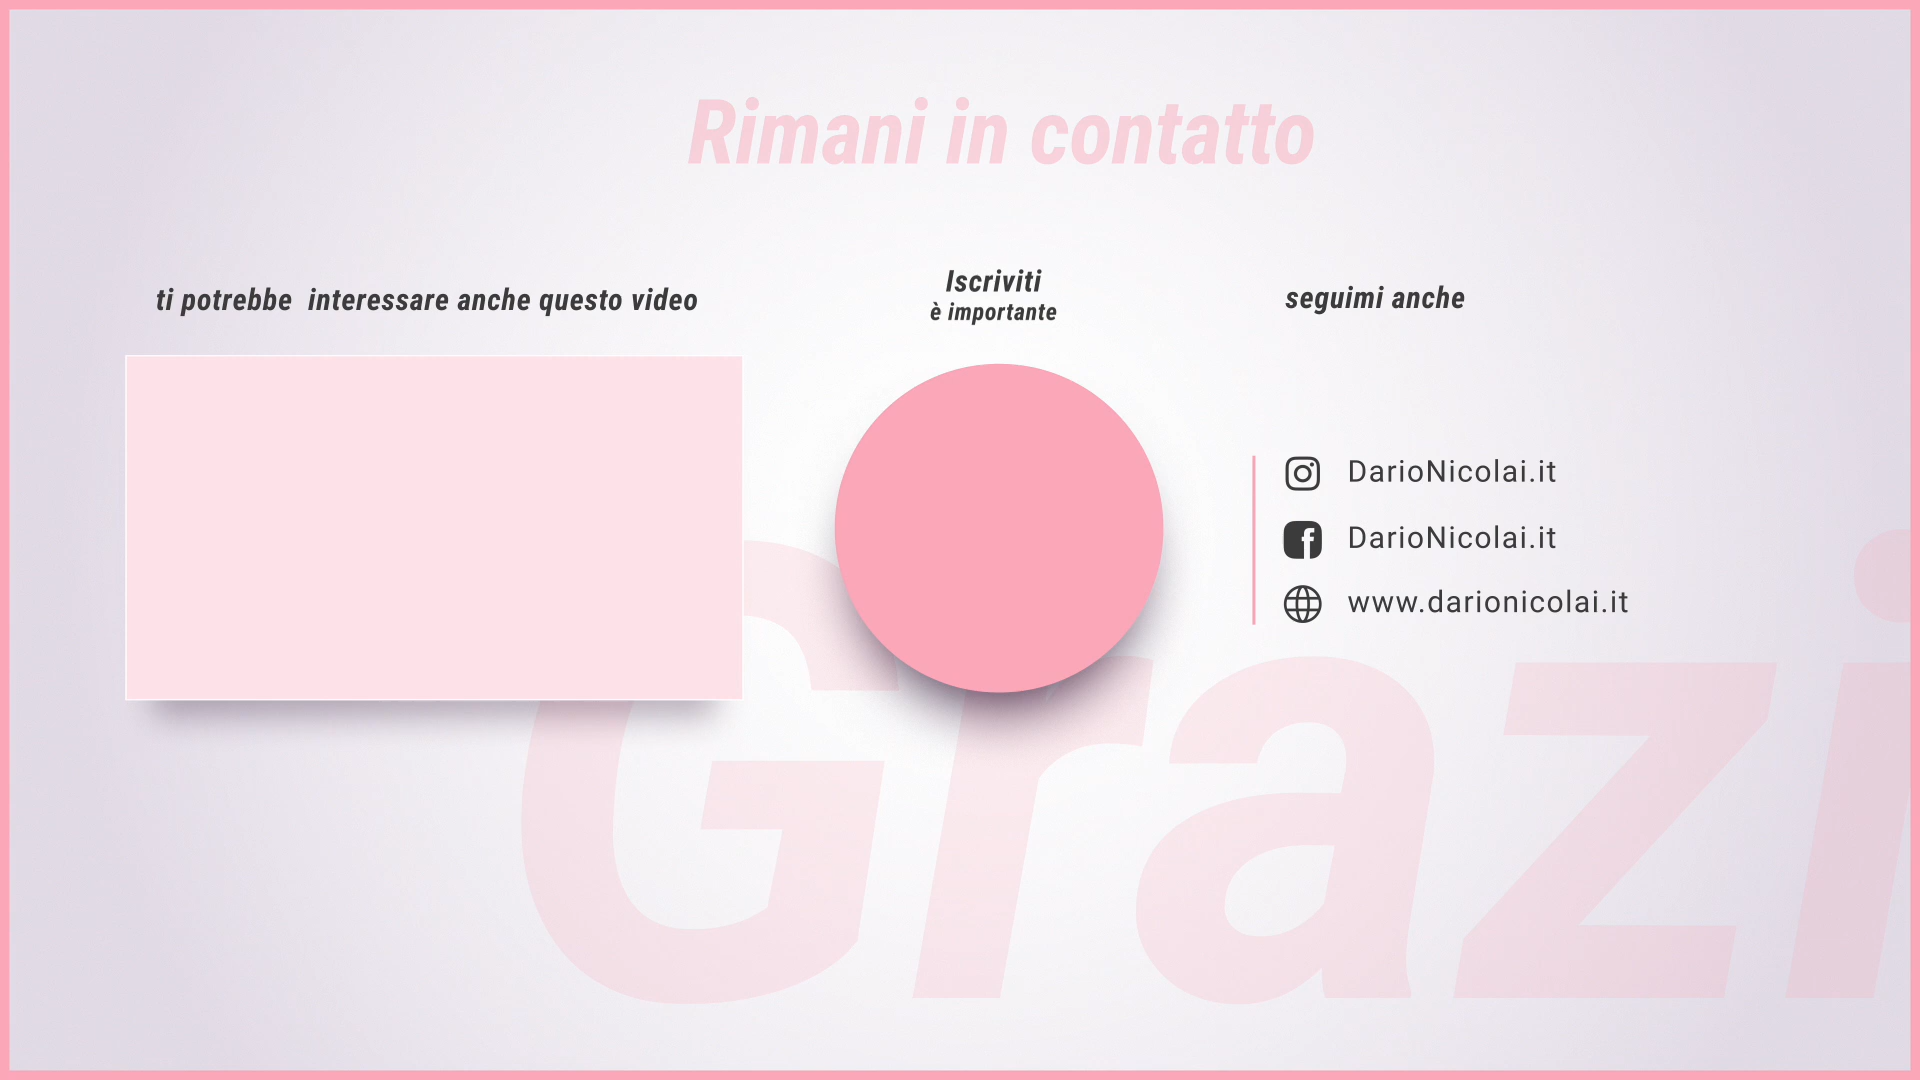 Rimani in contatto
ti potrebbe  interessare anche questo video
Iscriviti
è importante
seguimi anche
DarioNicolai.it
DarioNicolai.it
www.darionicolai.it
Grazi